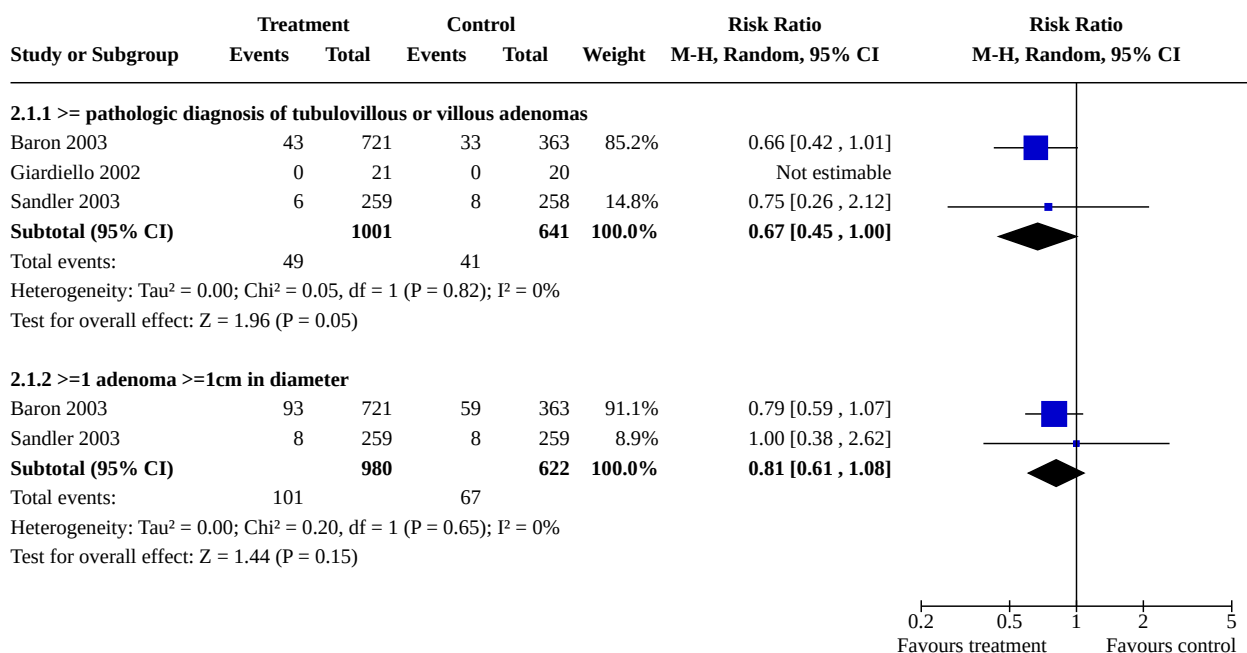 Treatment Control Risk Ratio Risk Ratio
Study or Subgroup Events Total Events Total Weight M-H, Random, 95% CI M-H, Random, 95% CI
2.1.1 >= pathologic diagnosis of tubulovillous or villous adenomas
Baron 2003 43 721 33 363 85.2% 0.66 [0.42 , 1.01]
Giardiello 2002 0 21 0 20 Not estimable
Sandler 2003 6 259 8 258 14.8% 0.75 [0.26 , 2.12]
Subtotal (95% CI) 1001 641 100.0% 0.67 [0.45 , 1.00]
Total events: 49 41
Heterogeneity: Tau² = 0.00; Chi² = 0.05, df = 1 (P = 0.82); I² = 0%
Test for overall effect: Z = 1.96 (P = 0.05)
2.1.2 >=1 adenoma >=1cm in diameter
Baron 2003 93 721 59 363 91.1% 0.79 [0.59 , 1.07]
Sandler 2003 8 259 8 259 8.9% 1.00 [0.38 , 2.62]
Subtotal (95% CI) 980 622 100.0% 0.81 [0.61 , 1.08]
Total events: 101 67
Heterogeneity: Tau² = 0.00; Chi² = 0.20, df = 1 (P = 0.65); I² = 0%
Test for overall effect: Z = 1.44 (P = 0.15)
0.2 0.5 1 2 5
Favours treatment Favours control